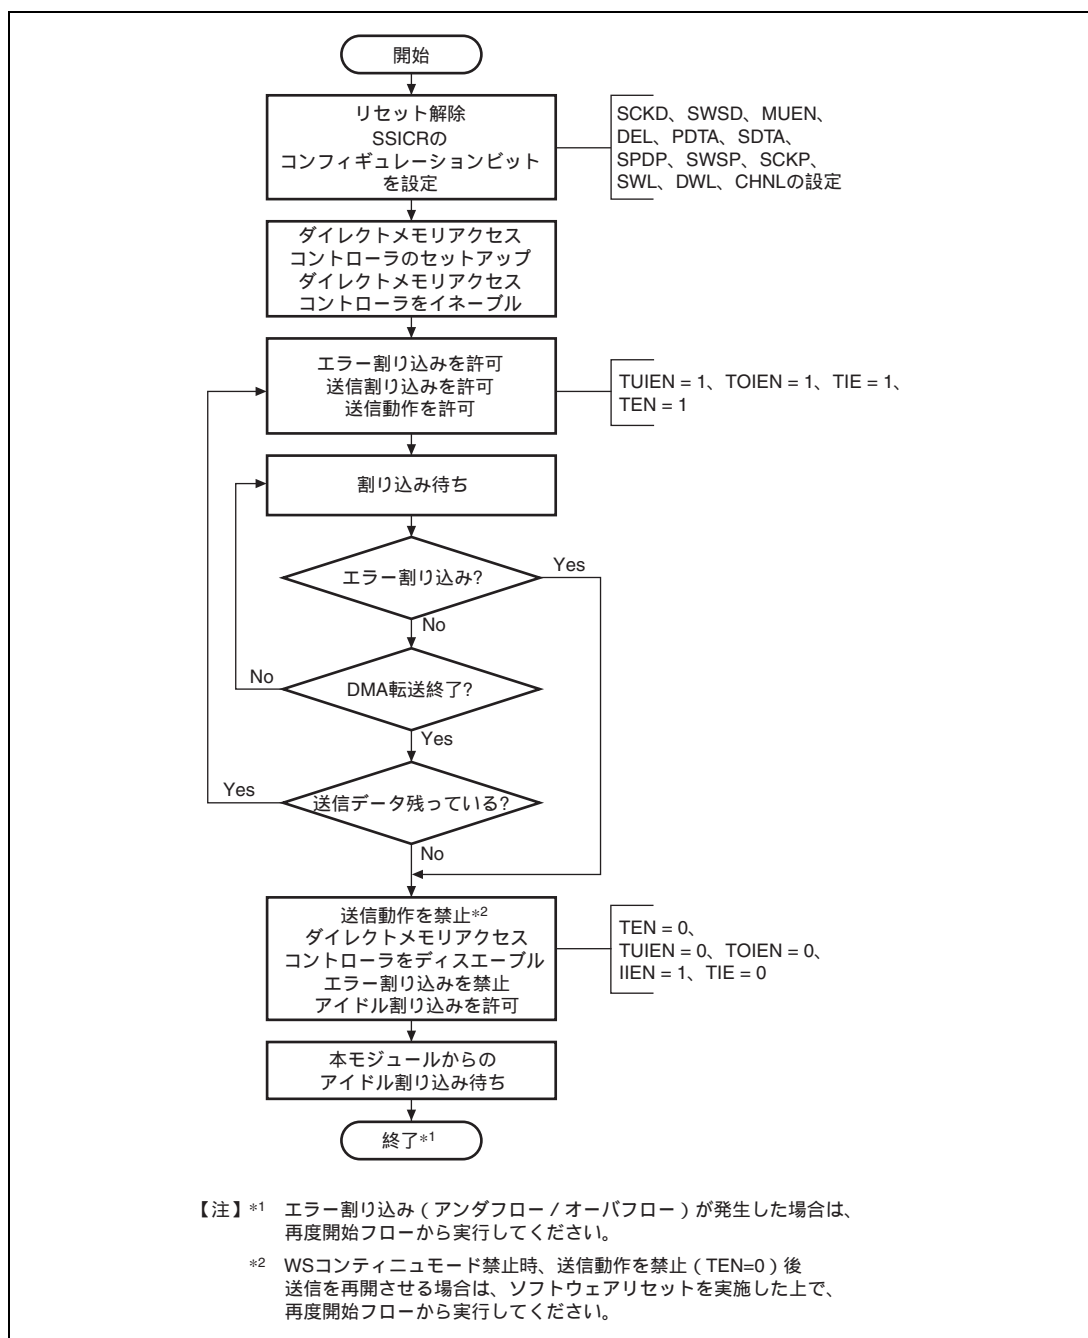 開始
リセット解除
SSICRの
コンフィギュレーションビット
を設定
SCKD、SWSD、MUEN、
DEL、PDTA、SDTA、
SPDP、SWSP、SCKP、
SWL、DWL、CHNLの設定
ダイレクトメモリアクセス
コントローラのセットアップ
ダイレクトメモリアクセス
コントローラをイネーブル
エラー割り込みを許可
送信割り込みを許可
送信動作を許可
TUIEN = 1、TOIEN = 1、TIE = 1、
TEN = 1
割り込み待ち
エラー割り込み?
Yes
No
DMA転送終了?
No
Yes
送信データ残っている?
Yes
No
送信動作を禁止*2
ダイレクトメモリアクセス
コントローラをディスエーブル
エラー割り込みを禁止
アイドル割り込みを許可
TEN = 0、
TUIEN = 0、TOIEN = 0、
IIEN = 1、TIE = 0
本モジュールからの
アイドル割り込み待ち
終了*1
【注】*1 エラー割り込み（アンダフロー / オーバフロー）が発生した場合は、
再度開始フローから実行してください。
*2 WSコンティニュモード禁止時、送信動作を禁止（TEN=0）後
送信を再開させる場合は、ソフトウェアリセットを実施した上で、
再度開始フローから実行してください。